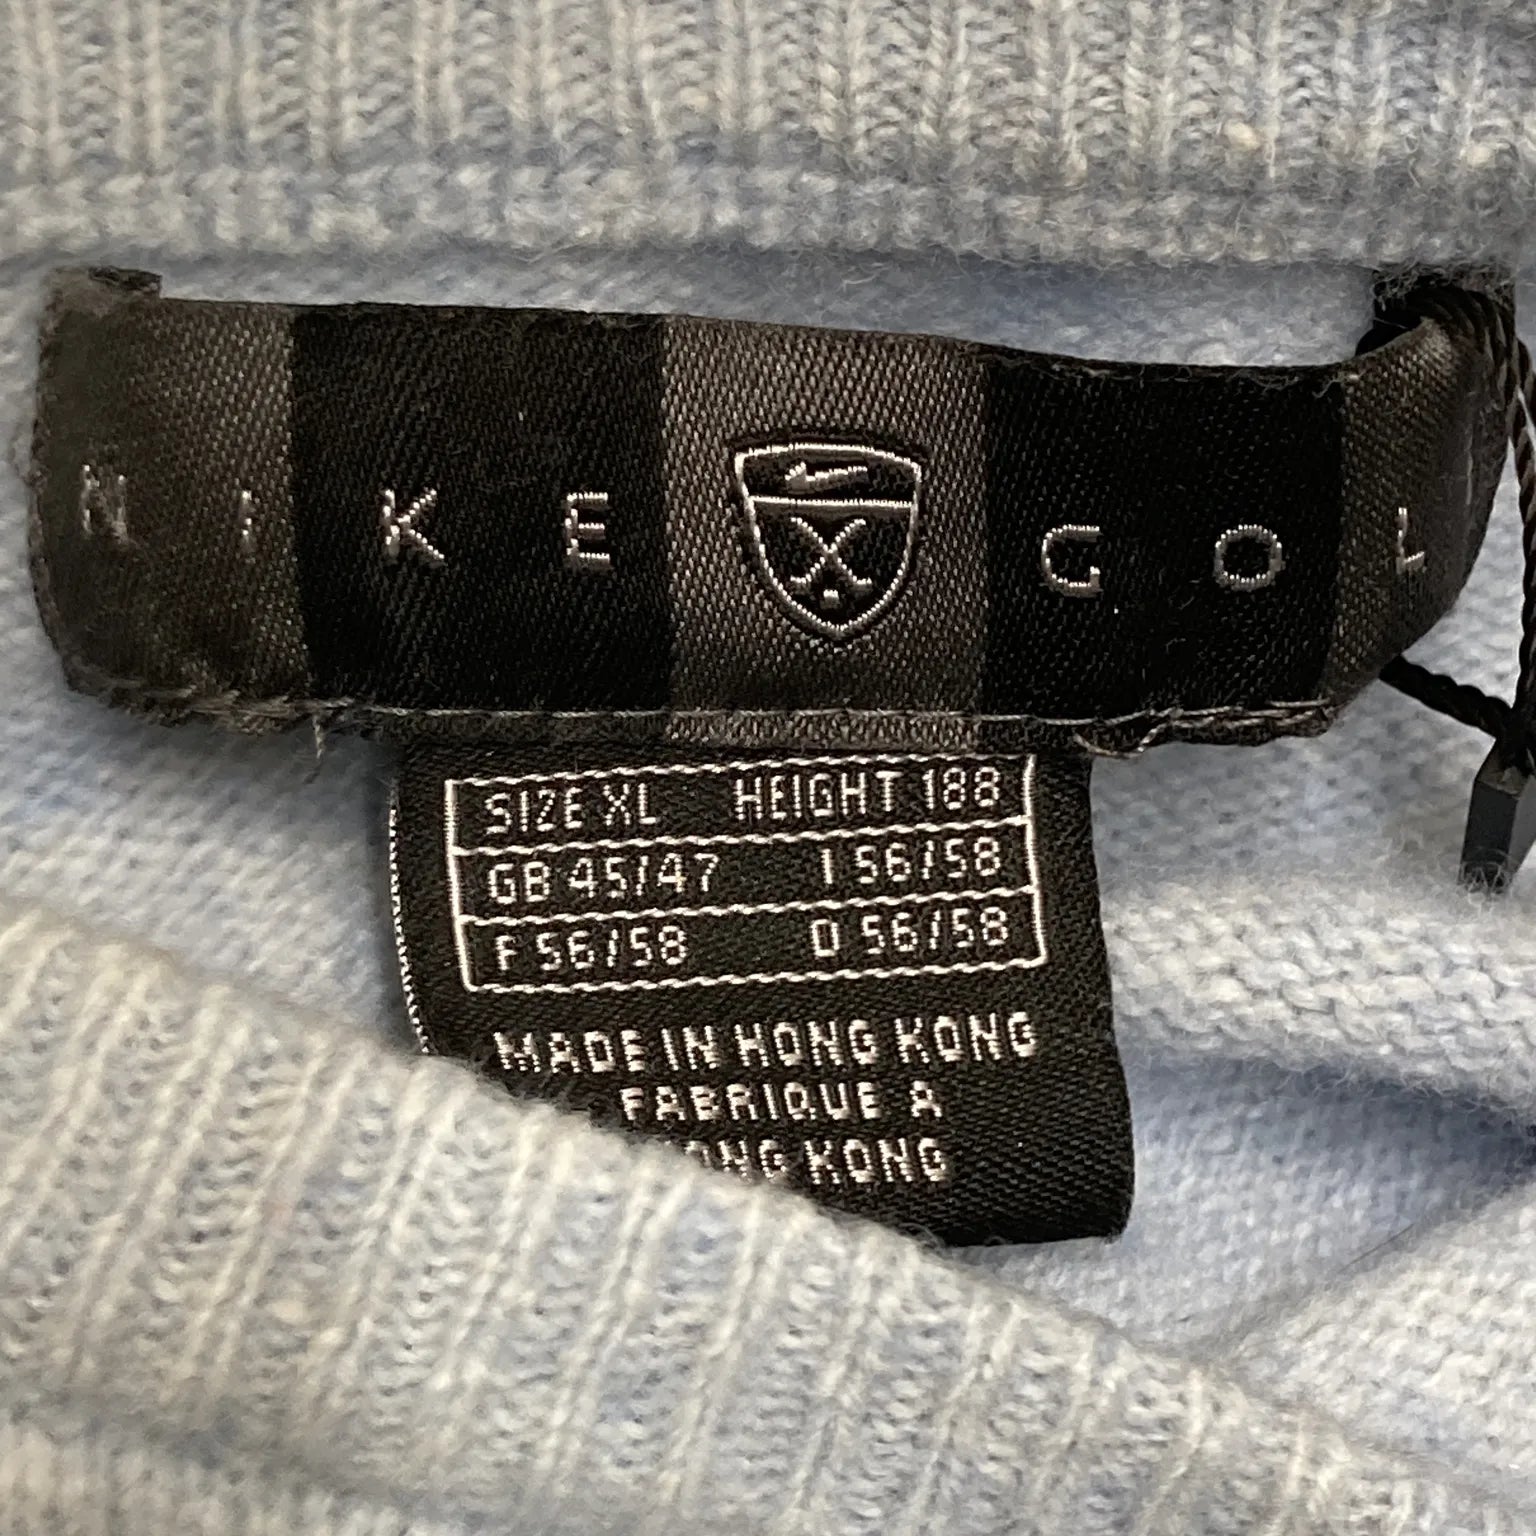 NIKE GOL
SIZE XL HEIGHT 188
GB 45/47 I 56/58
F 56/58 D 56/58
MADE IN HONG KONG
FABRIQUE A
KONG